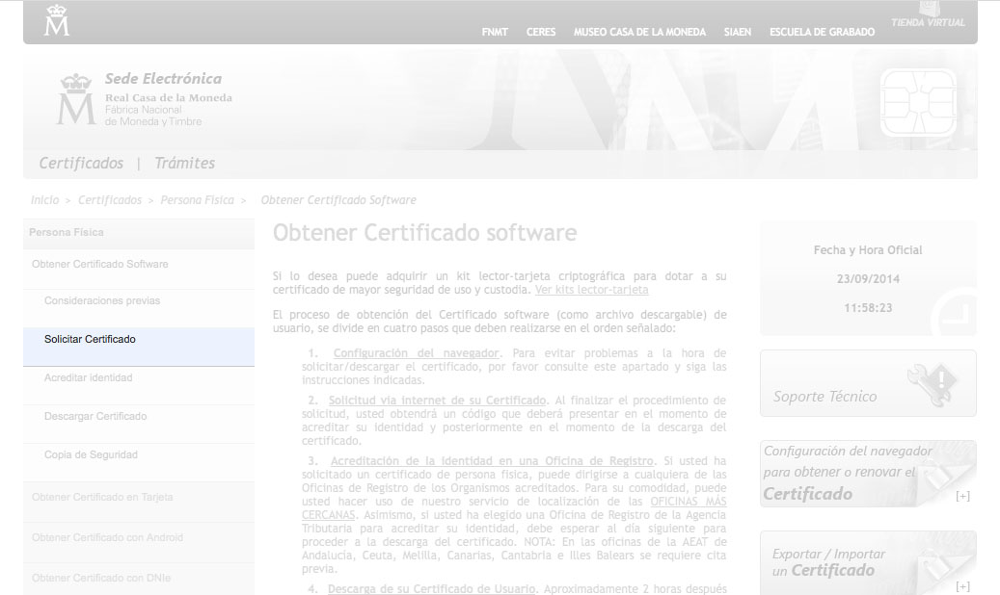 M
FNMT CERES MUSEO CASA DE LA MONEDA SIAEN ESCUELA DE GRABADO
TIENDA VIRTUAL
M
Sede Electrónica
Real Casa de la Moneda
Fábrica Nacional
de Moneda y Timbre
Certificados | Trámites
Inicio > Certificados > Persona Fisica > Obtener Certificado Software
Persona Fisica
Obtener Certificado Software
Consideraciones previas
Solicitar Certificado
Acreditar identidad
Descargar Certificado
Copia de Seguridad
Obtener Certificado en Tarjeta
Obtener Certificado con Android
Obtener Certificado con DNIe
Obtener Certificado software
Si lo desea puede adquirir un kit lector-tarjeta criptográfica para dotar a su
certificado de mayor seguridad de uso y custodia. Ver kits lector-tarjeta
El proceso de obtención del Certificado software (como archivo descargable) de
usuario, se divide en cuatro pasos que deben realizarse en el orden señalado:
1. Configuración del navegador. Para evitar problemas a la hora de
solicitar/descargar el certificado, por favor consulte este apartado y siga las
instrucciones indicadas.
2. Solicitud vía internet de su Certificado. Al finalizar el procedimiento de
solicitud, usted obtendrá un código que deberá presentar en el momento de
acreditar su identidad y posteriormente en el momento de la descarga del
certificado.
3. Acreditación de la identidad en una Oficina de Registro. Si usted ha
solicitado un certificado de persona física, puede dirigirse a cualquiera de las
Oficinas de Registro de los Organismos acreditados. Para su comodidad, puede
usted hacer uso de nuestro servicio de localización de las OFICINAS MÁS
CERCANAS. Asimismo, si usted ha elegido una Oficina de Registro de la Agencia
Tributaria para acreditar su identidad, debe esperar al día siguiente para
proceder a la descarga del certificado. NOTA: En las oficinas de la AEAT de
Andalucía, Ceuta, Melilla, Canarias, Cantabria e Illes Balears se requiere cita
previa.
4. Descarga de su Certificado de Usuario. Aproximadamente 2 horas después
Fecha y Hora Oficial
23/09/2014
11:58:23
Soporte Técnico
Configuración del navegador
para obtener o renovar el
Certificado
[+]
Exportar / Importar
un Certificado
[+]